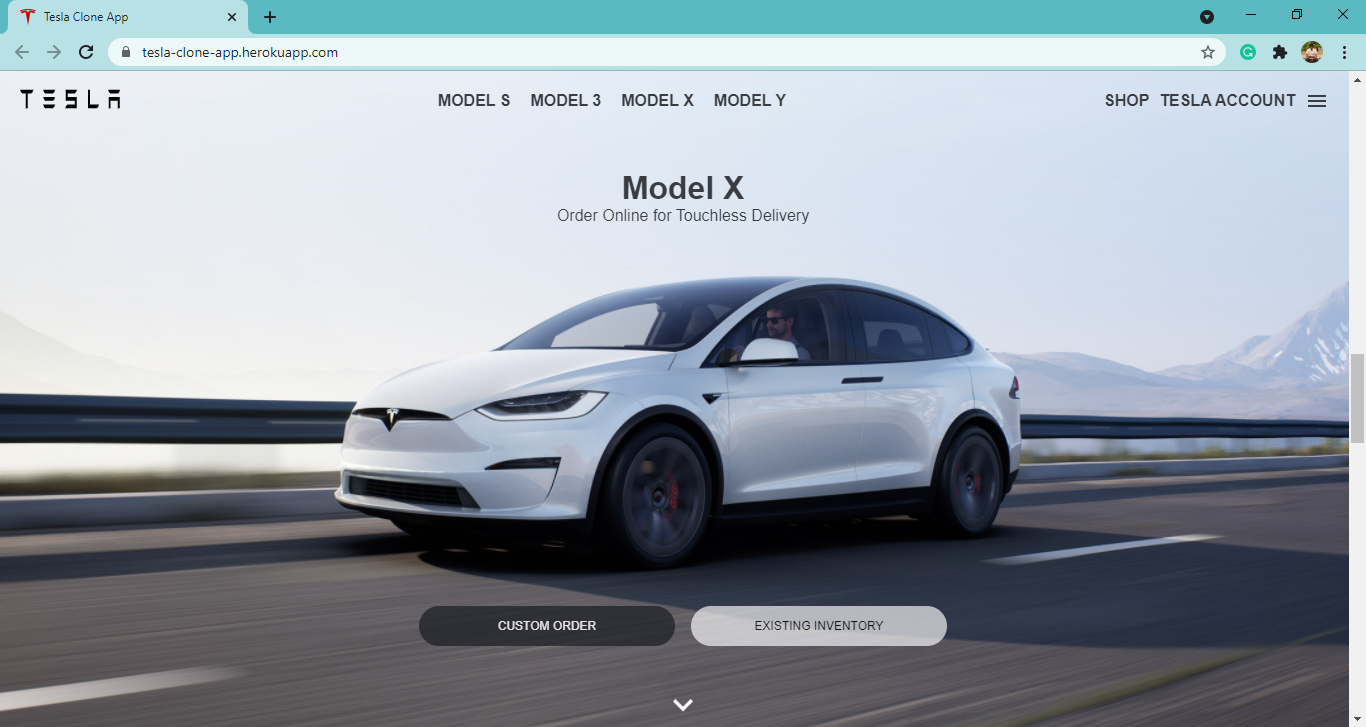 Tesla Clone App
tesla-clone-app.herokuapp.com
TESLA
MODEL S MODEL 3 MODEL X MODEL Y
SHOP TESLA ACCOUNT
Model X
Order Online for Touchless Delivery
CUSTOM ORDER
EXISTING INVENTORY